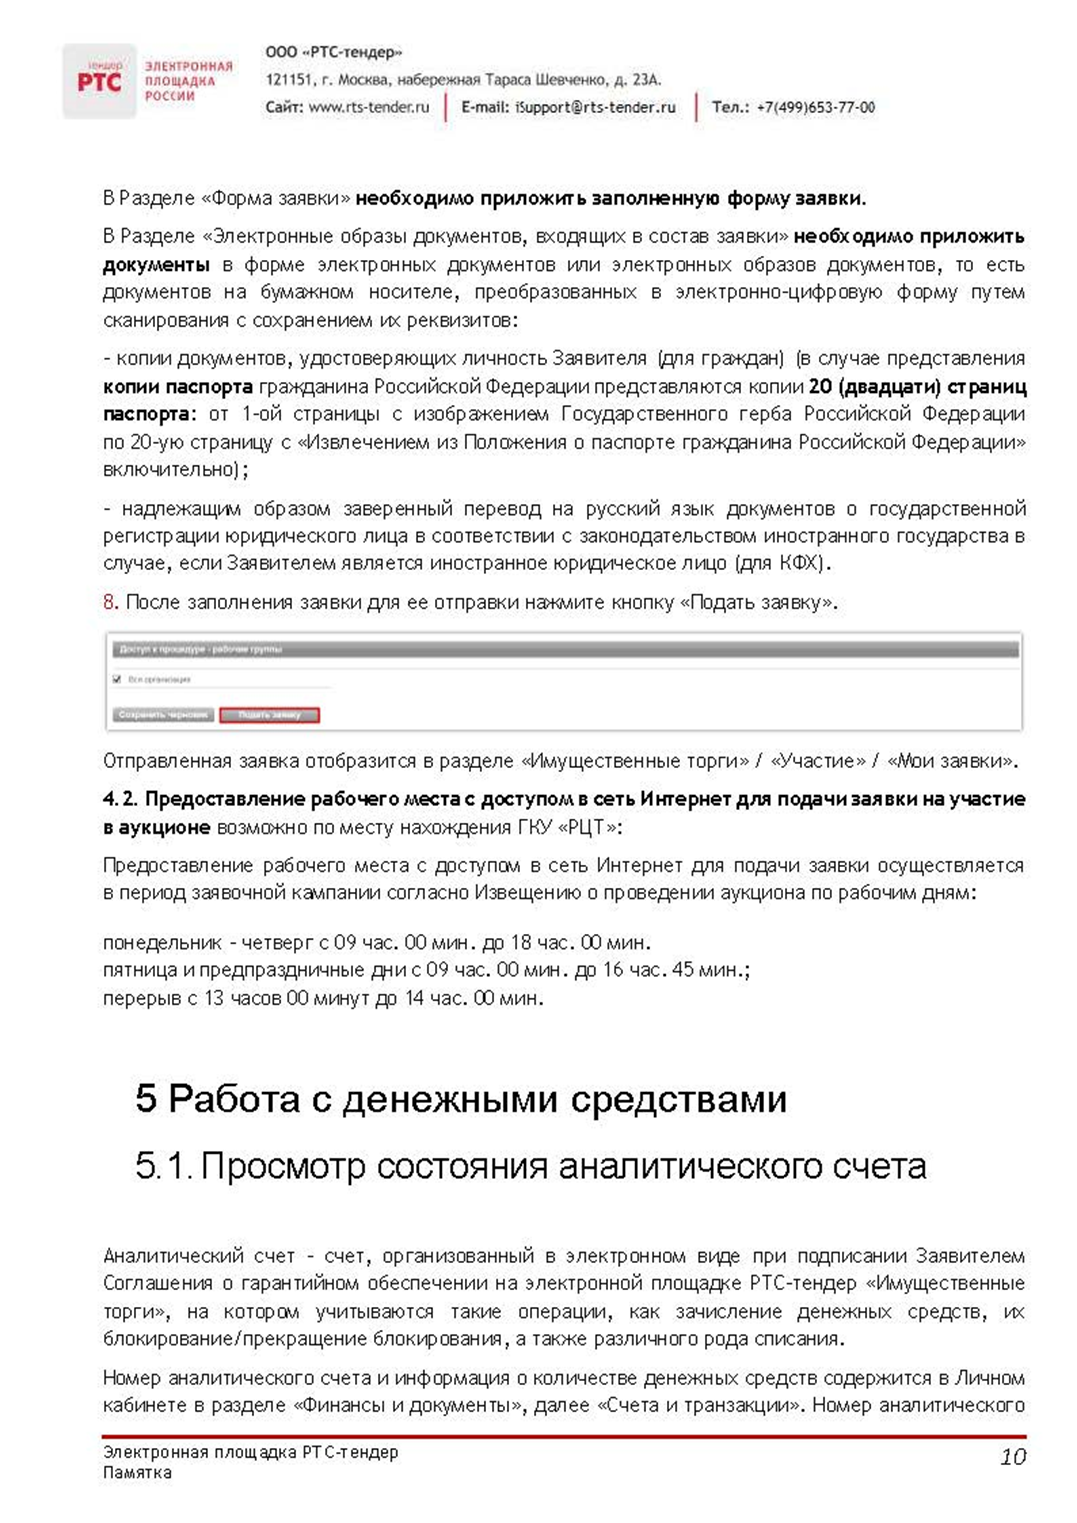 тендер
РТС
ЭЛЕКТРОННАЯ
ПЛОЩАДКА
РОССИИ
ООО «РТС-тендер»
121151, г. Москва, набережная Тараса Шевченко, д. 23А.
Сайт: www.rts-tender.ru | E-mail: iSupport@rts-tender.ru | Тел.: +7(499)653-77-00
В Разделе «Форма заявки» необходимо приложить заполненную форму заявки.
В Разделе «Электронные образы документов, входящих в состав заявки» необходимо приложить
документы в форме электронных документов или электронных образов документов, то есть
документов на бумажном носителе, преобразованных в электронно-цифровую форму путем
сканирования с сохранением их реквизитов:
- копии документов, удостоверяющих личность Заявителя (для граждан) (в случае представления
копии паспорта гражданина Российской Федерации представляются копии 20 (двадцати) страниц
паспорта: от 1-ой страницы с изображением Государственного герба Российской Федерации
по 20-ую страницу с «Извлечением из Положения о паспорте гражданина Российской Федерации»
включительно);
- надлежащим образом заверенный перевод на русский язык документов о государственной
регистрации юридического лица в соответствии с законодательством иностранного государства в
случае, если Заявителем является иностранное юридическое лицо (для КФХ).
8. После заполнения заявки для ее отправки нажмите кнопку «Подать заявку».
Доступ к процедуре - рабочие группы
Вся организация
Сохранить черновик Подать заявку
Отправленная заявка отобразится в разделе «Имущественные торги» / «Участие» / «Мои заявки».
4.2. Предоставление рабочего места с доступом в сеть Интернет для подачи заявки на участие
в аукционе возможно по месту нахождения ГКУ «РЦТ»:
Предоставление рабочего места с доступом в сеть Интернет для подачи заявки осуществляется
в период заявочной кампании согласно Извещению о проведении аукциона по рабочим дням:
понедельник - четверг с 09 час. 00 мин. до 18 час. 00 мин.
пятница и предпраздничные дни с 09 час. 00 мин. до 16 час. 45 мин.;
перерыв с 13 часов 00 минут до 14 час. 00 мин.
5 Работа с денежными средствами
5.1. Просмотр состояния аналитического счета
Аналитический счет - счет, организованный в электронном виде при подписании Заявителем
Соглашения о гарантийном обеспечении на электронной площадке РТС-тендер «Имущественные
торги», на котором учитываются такие операции, как зачисление денежных средств, их
блокирование/прекращение блокирования, а также различного рода списания.
Номер аналитического счета и информация о количестве денежных средств содержится в Личном
кабинете в разделе «Финансы и документы», далее «Счета и транзакции». Номер аналитического
Электронная площадка РТС-тендер
Памятка
10